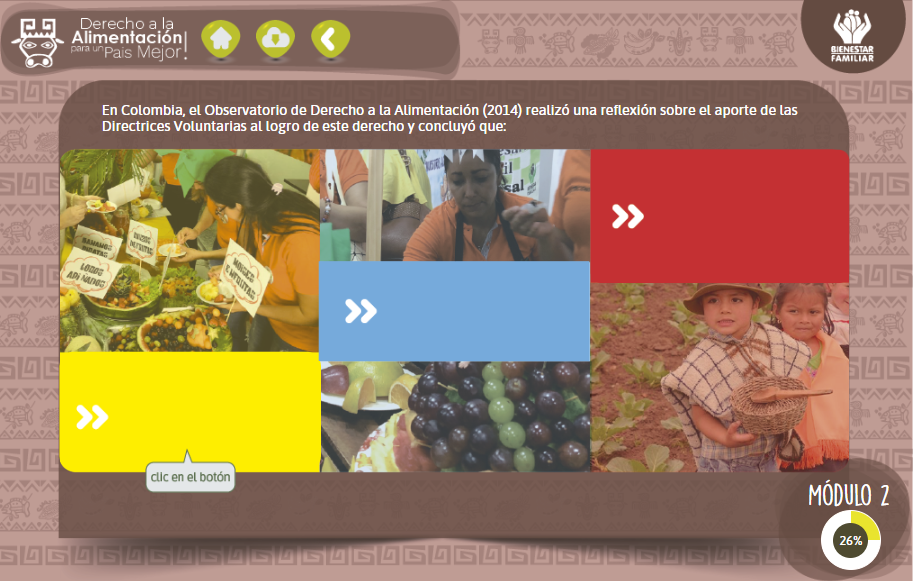 Derecho a la
Alimentación
para un País Mejor
BIENESTAR
FAMILIAR
En Colombia, el Observatorio de Derecho a la Alimentación (2014) realizó una reflexión sobre el aporte de las
Directrices Voluntarias al logro de este derecho y concluyó que:
clic en el botón
MÓDULO 2
26%